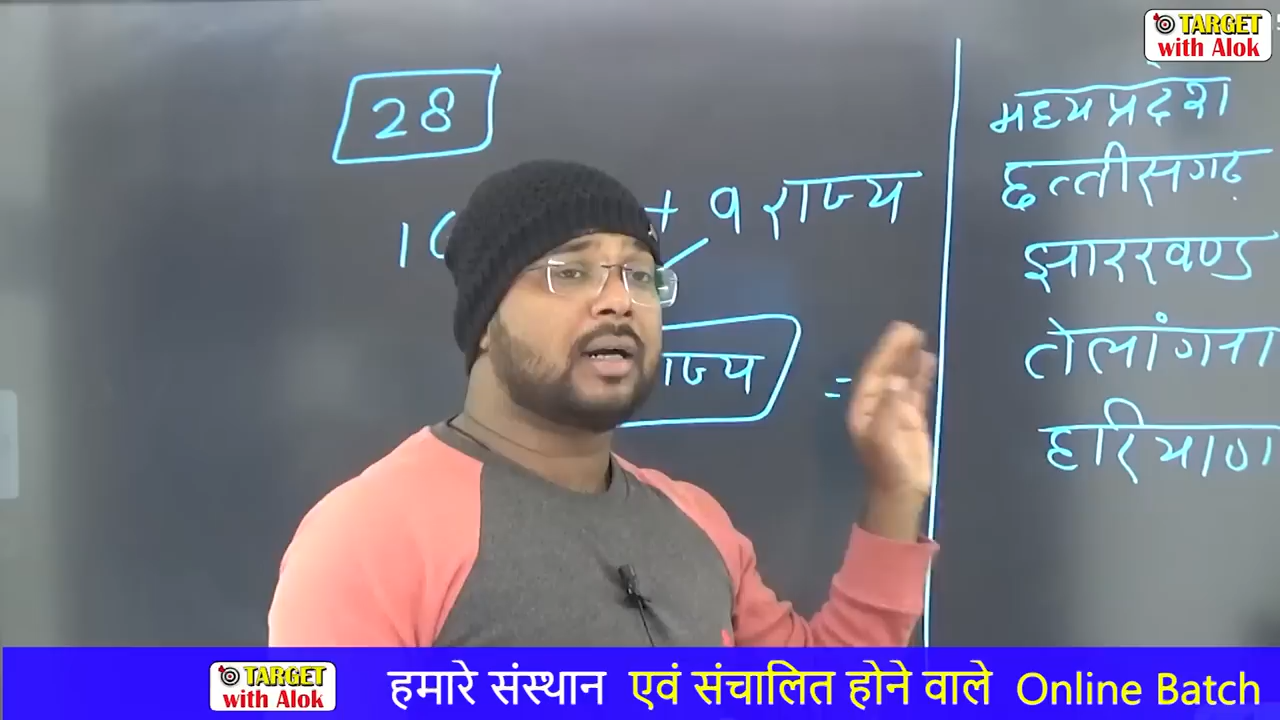 TARGET
with Alok
28
+ 9 राज्य
राज्य
=
मध्यप्रदेश
छत्तीसगढ़
झारखण्ड
तेलांगना
हरियाणा
TARGET
with Alok
हमारे संस्थान एवं संचालित होने वाले Online Batch